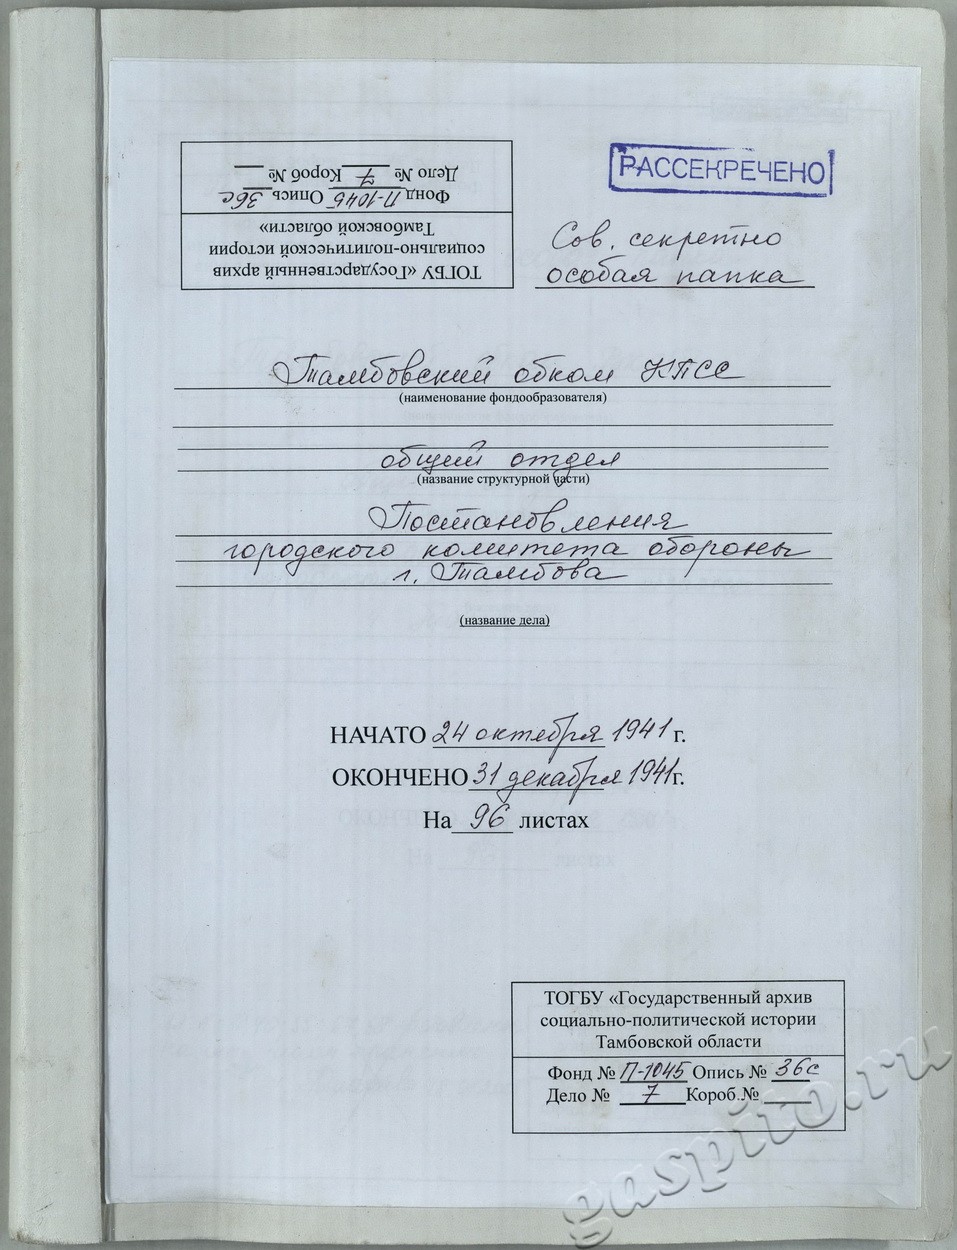 ТОГБУ «Государственный архив
социально-политической истории
Тамбовской области»
Фонд П-1045 Опись 36с
Дело № 7 Короб №
РАССЕКРЕЧЕНО
Сов. секретно
особая папка
Тамбовский обком КПСС
(наименование фондообразователя)
общий отдел
(название структурной части)
Постановления
городского комитета обороны
г. Тамбова
(название дела)
НАЧАТО 24 октября 1941 г.
ОКОНЧЕНО 31 декабря 1941г.
На 96 листах
ТОГБУ «Государственный архив
социально-политической истории
Тамбовской области
Фонд № П-1045 Опись № 36с
Дело № 7 Короб.№
gaspito.ru